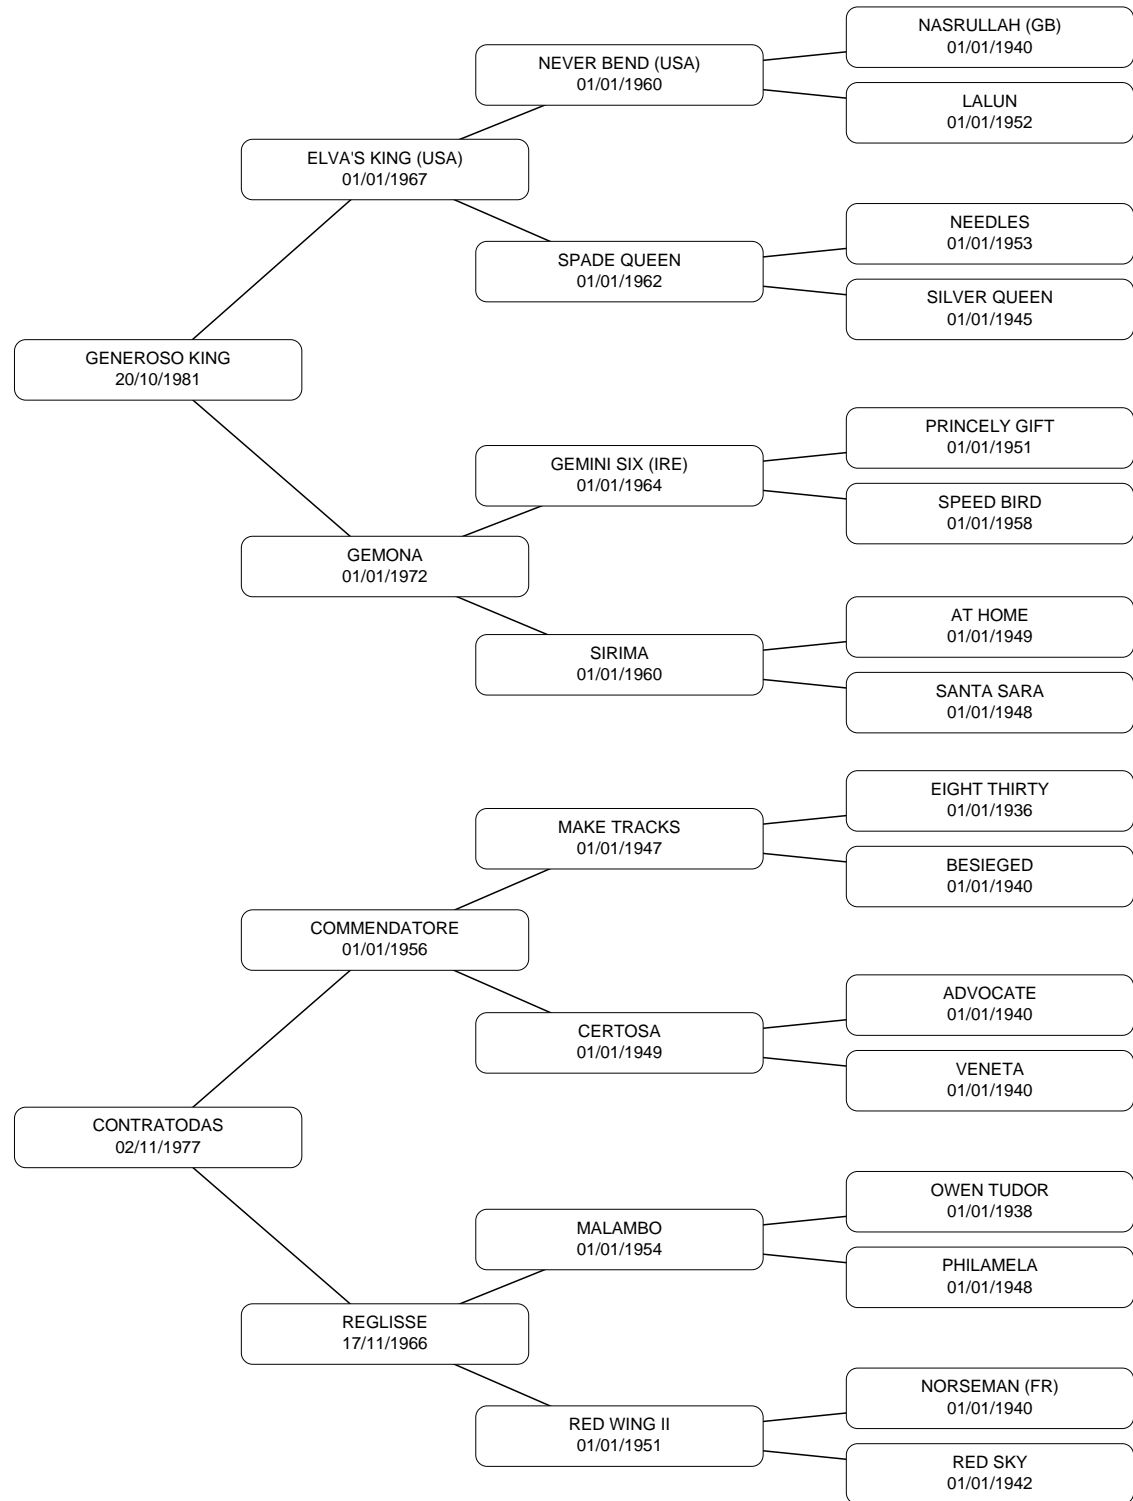 NASRULLAH (GB)
01/01/1940
NEVER BEND (USA)
01/01/1960
LALUN
01/01/1952
ELVA'S KING (USA)
01/01/1967
NEEDLES
01/01/1953
SPADE QUEEN
01/01/1962
SILVER QUEEN
01/01/1945
GENEROSO KING
20/10/1981
PRINCELY GIFT
01/01/1951
GEMINI SIX (IRE)
01/01/1964
SPEED BIRD
01/01/1958
GEMONA
01/01/1972
AT HOME
01/01/1949
SIRIMA
01/01/1960
SANTA SARA
01/01/1948
EIGHT THIRTY
01/01/1936
MAKE TRACKS
01/01/1947
BESIEGED
01/01/1940
COMMENDATORE
01/01/1956
ADVOCATE
01/01/1940
CERTOSA
01/01/1949
VENETA
01/01/1940
CONTRATODAS
02/11/1977
OWEN TUDOR
01/01/1938
MALAMBO
01/01/1954
PHILAMELA
01/01/1948
REGLISSE
17/11/1966
NORSEMAN (FR)
01/01/1940
RED WING II
01/01/1951
RED SKY
01/01/1942